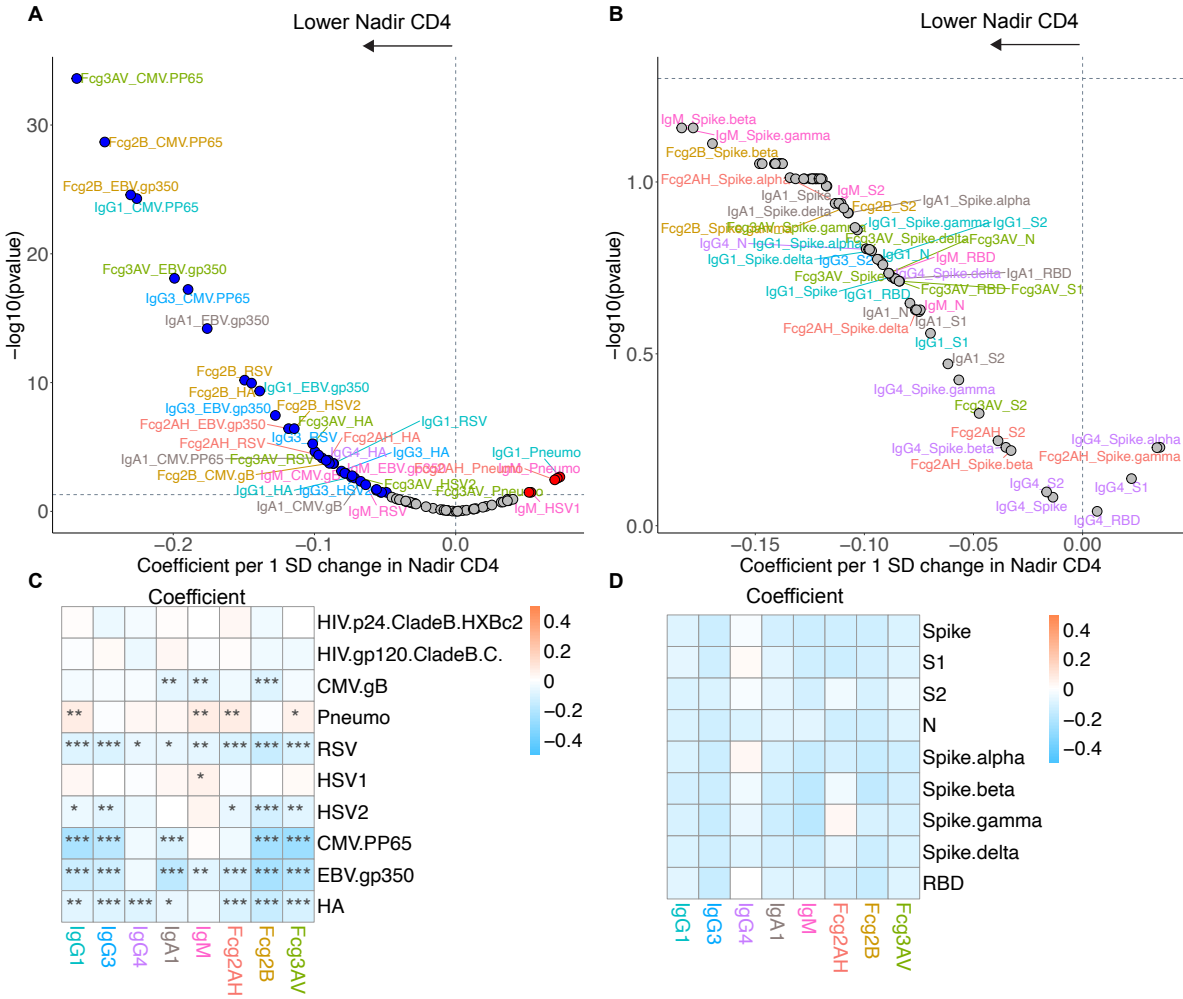 A
Lower Nadir CD4
−log10(pvalue)
30
20
10
0
Fcg3AV_CMV.PP65
Fcg2B_CMV.PP65
Fcg2B_EBV.gp350
IgG1_CMV.PP65
Fcg3AV_EBV.gp350
IgG3_CMV.PP65
IgA1_EBV.gp350
Fcg2B_RSV
Fcg2B_HA
IgG1_EBV.gp350
IgG3_EBV.gp350
Fcg2B_HSV2
Fcg2AH_EBV.gp350
Fcg3AV_HA
IgG1_RSV
IgG3_RSV
Fcg2AH_HA
Fcg2AH_RSV
IgG4_HA
IgG3_HA
IgG1_Pneumo
IgA1_CMV.PP65
Fcg3AV_RSV
IgM_EBV.gp350
Fcg2AH_Pneumo
IgM_Pneumo
Fcg2B_CMV.gB
IgM_CMV.gB
Fcg3AV_HSV2
IgG1_HA
IgG3_HSV2
Fcg3AV_Pneumo
IgA1_CMV.gB
IgM_RSV
IgM_HSV1
−0.2
−0.1
0.0
Coefficient per 1 SD change in Nadir CD4
B
Lower Nadir CD4
−log10(pvalue)
1.0
0.5
0.0
IgM_Spike.beta
IgM_Spike.gamma
Fcg2B_Spike.beta
Fcg2AH_Spike.alpha
IgM_S2
IgA1_Spike
IgA1_Spike.alpha
Fcg2B_S2
IgA1_Spike.delta
Fcg2B_Spike.gamma
Fcg3AV_Spike.gamma
IgG1_Spike.gamma
IgG1_S2
IgG4_N
IgG1_Spike.alpha
Fcg3AV_Spike.delta
Fcg3AV_N
IgG1_Spike.delta
IgG3_S2
IgG1_N
IgM_RBD
Fcg3AV_Spike
IgG4_Spike.delta
IgA1_RBD
IgG1_Spike
IgG1_RBD
Fcg3AV_RBD
Fcg3AV_S1
IgA1_N
IgM_N
Fcg2AH_Spike.delta
IgA1_S1
IgG1_S1
IgA1_S2
IgG4_Spike.gamma
Fcg3AV_S2
Fcg2AH_S2
IgG4_Spike.alpha
IgG4_Spike.beta
Fcg2AH_Spike.beta
Fcg2AH_Spike.gamma
IgG4_S2
IgG4_S1
IgG4_Spike
IgG4_RBD
−0.15
−0.10
−0.05
0.00
Coefficient per 1 SD change in Nadir CD4
C
Coefficient
HIV.p24.CladeB.HXBc2
HIV.gp120.CladeB.C.
** ** *** CMV.gB
** ** ** * Pneumo
*** *** * * ** *** *** *** RSV
* HSV1
* ** * *** ** HSV2
*** *** *** *** *** CMV.PP65
*** *** *** ** *** *** *** EBV.gp350
** *** *** * *** *** *** HA
IgG1
IgG3
IgG4
IgA1
IgM
Fcg2AH
Fcg2B
Fcg3AV
0.4
0.2
0
−0.2
−0.4
D
Coefficient
Spike
S1
S2
N
Spike.alpha
Spike.beta
Spike.gamma
Spike.delta
RBD
IgG1
IgG3
IgG4
IgA1
IgM
Fcg2AH
Fcg2B
Fcg3AV
0.4
0.2
0
−0.2
−0.4